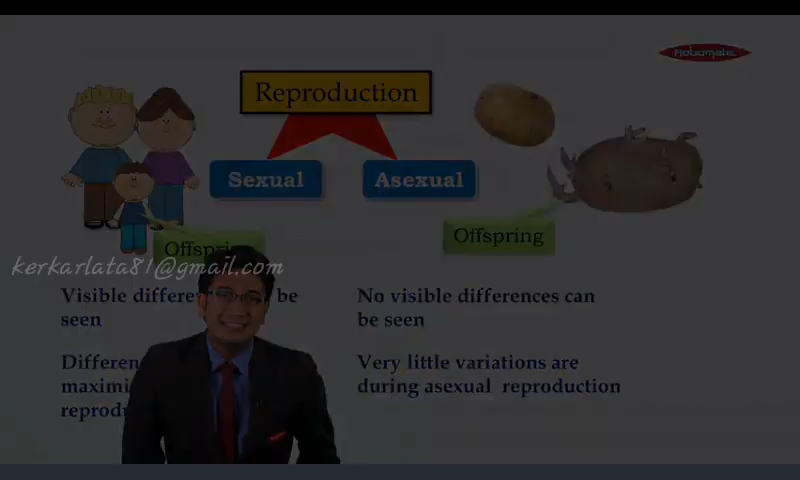 Robomate
Reproduction
Sexual
Asexual
Offspring
Offspring
kerkarlata81@gmail.com
Visible be
seen
No visible differences can
be seen
Very little variations are
during asexual reproduction